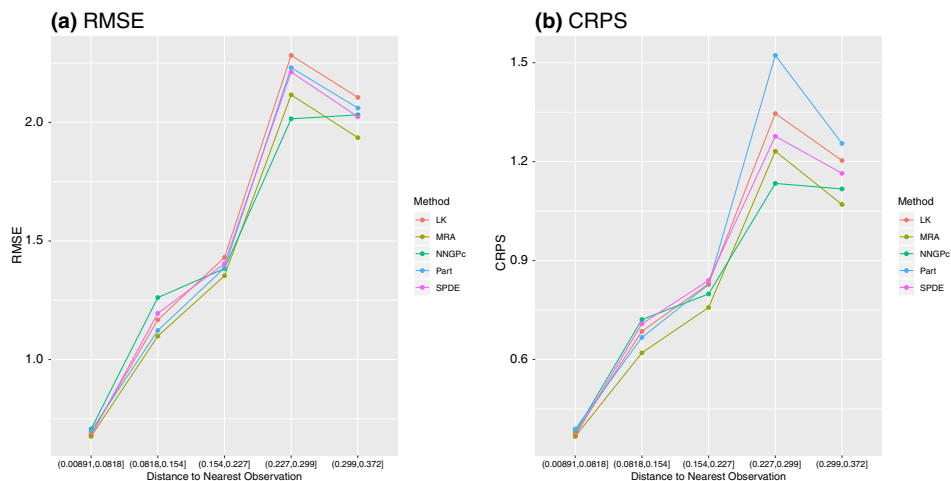 (a) RMSE
2.0
1.5
1.0
RMSE
(0.00891,0.0818]
(0.0818,0.154]
(0.154,0.227]
(0.227,0.299]
(0.299,0.372]
Distance to Nearest Observation
Method
LK
MRA
NNGPc
Part
SPDE
(b) CRPS
1.5
1.2
0.9
0.6
CRPS
(0.00891,0.0818]
(0.0818,0.154]
(0.154,0.227]
(0.227,0.299]
(0.299,0.372]
Distance to Nearest Observation
Method
LK
MRA
NNGPc
Part
SPDE